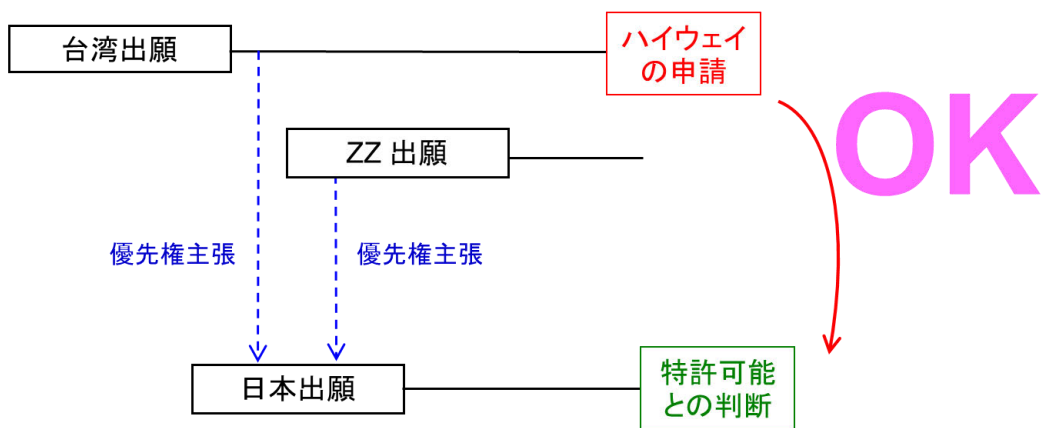 台湾出願
ハイウェイ
の申請
OK
ZZ 出願
優先権主張
優先権主張
日本出願
特許可能
との判断